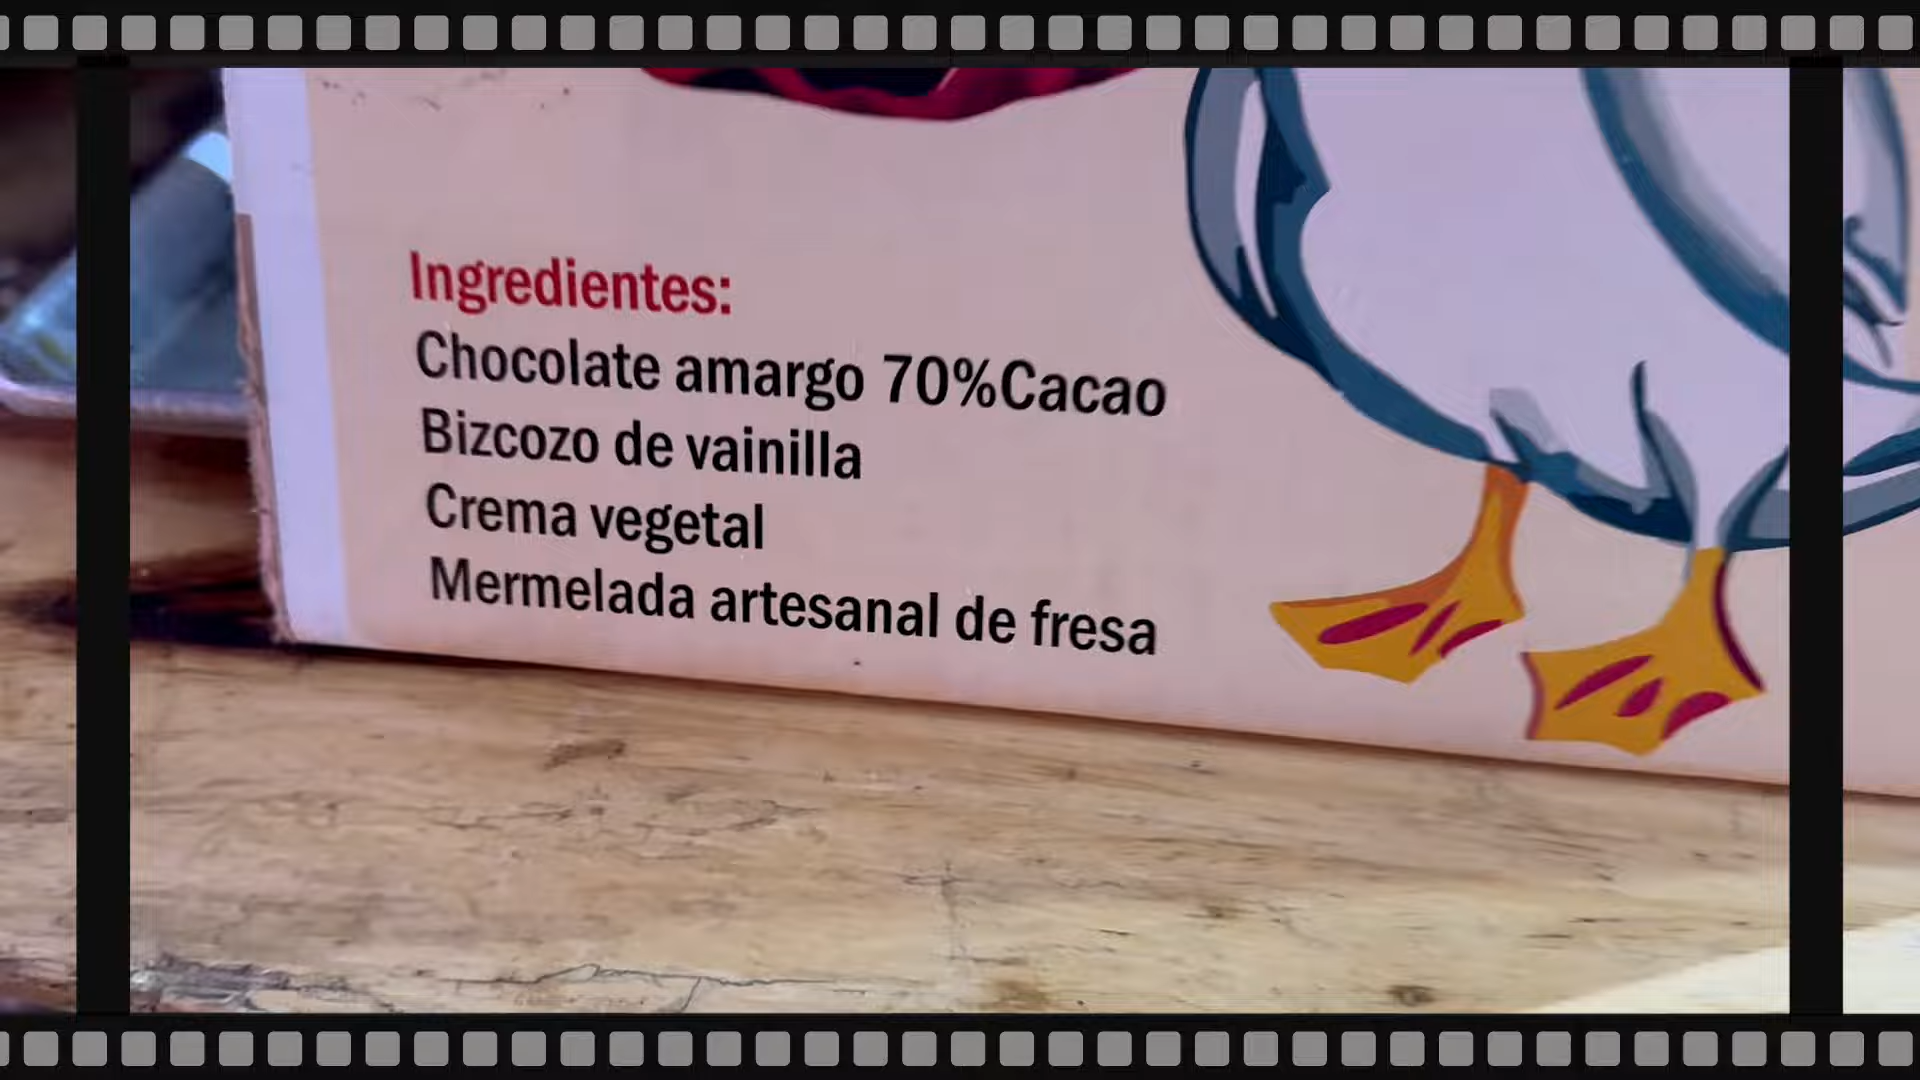 Ingredientes:
Chocolate amargo 70%Cacao
Bizcozo de vainilla
Crema vegetal
Mermelada artesanal de fresa